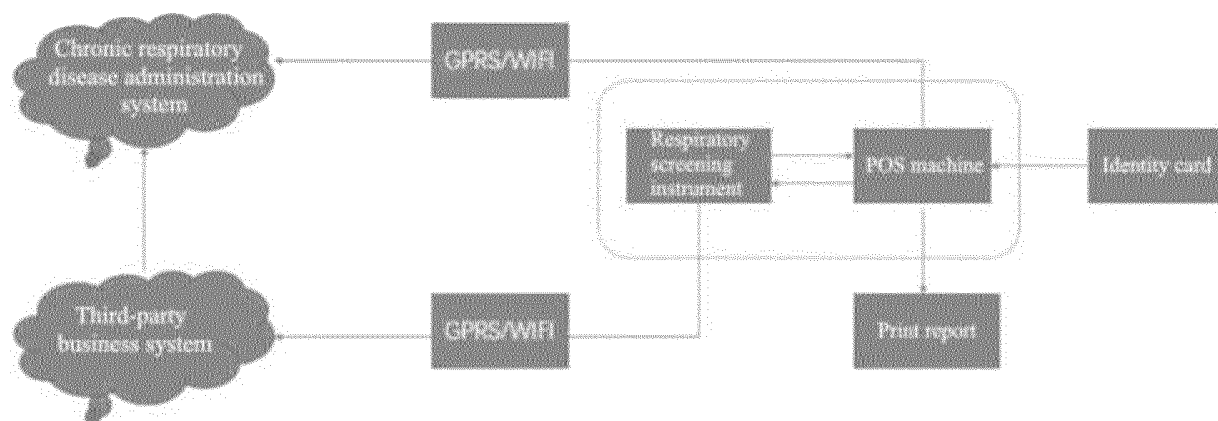 Chronic respiratory
disease administration
system
GPRS/WIFI
Respiratory
screening
instrument
POS machine
Identity card
Third-party
business system
GPRS/WIFI
Print report